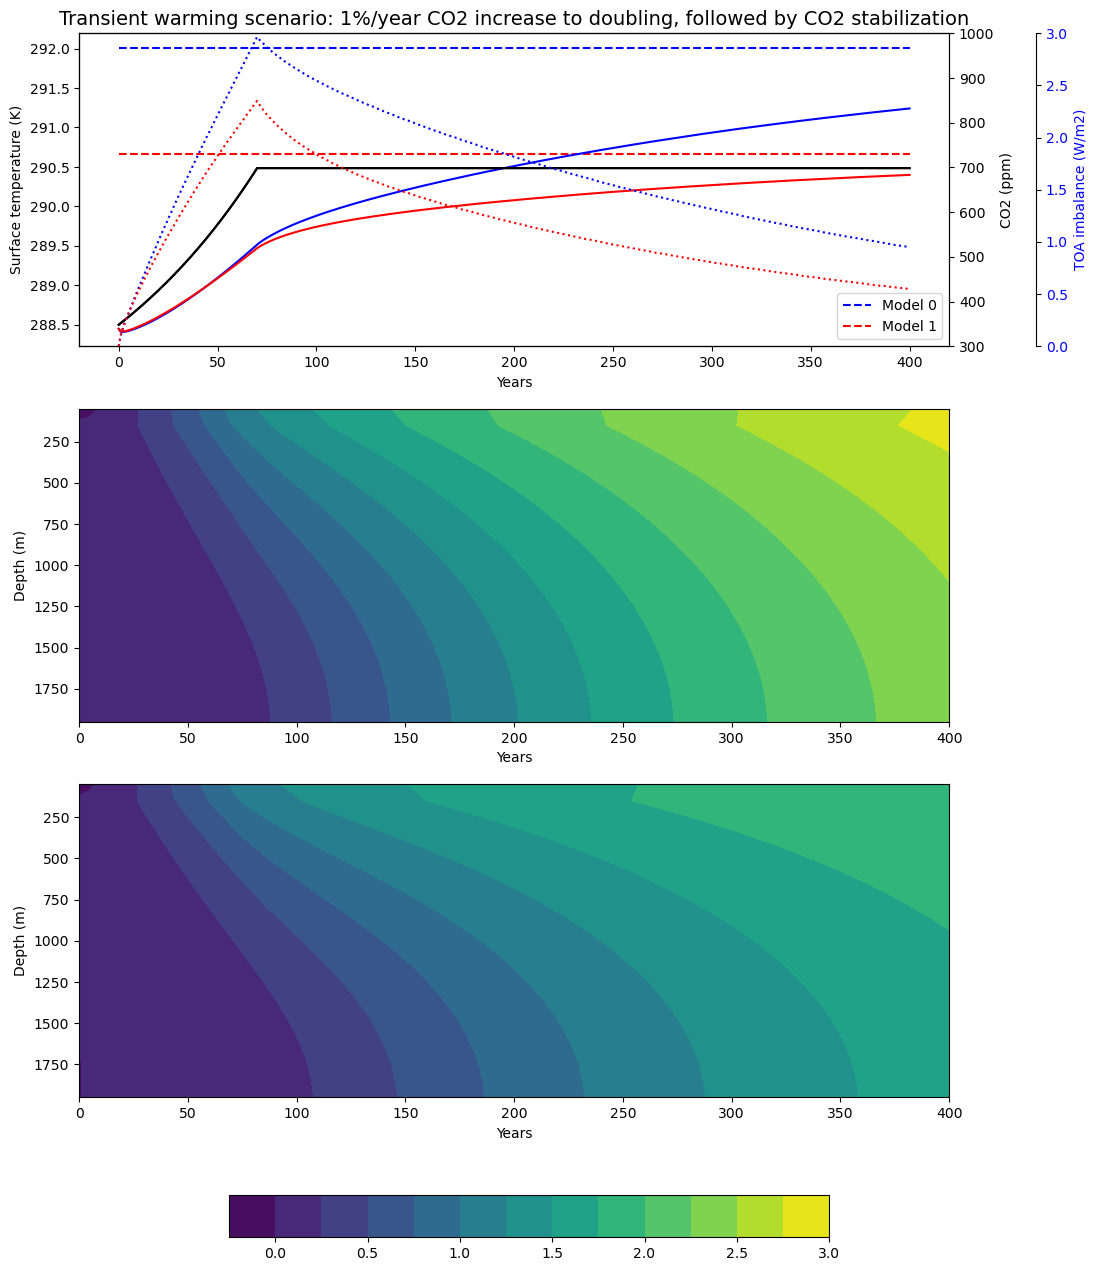 Transient warming scenario: 1%/year CO2 increase to doubling, followed by CO2 stabilization
Surface temperature (K)
292.0
291.5
291.0
290.5
290.0
289.5
289.0
288.5
1000
900
800
700
600
500
400
300
CO2 (ppm)
3.0
2.5
2.0
1.5
1.0
0.5
0.0
TOA imbalance (W/m2)
Model 0
Model 1
0 50 100 150 200 250 300 350 400
Years
Depth (m)
250
500
750
1000
1250
1500
1750
0 50 100 150 200 250 300 350 400
Years
Depth (m)
250
500
750
1000
1250
1500
1750
0 50 100 150 200 250 300 350 400
Years
0.0 0.5 1.0 1.5 2.0 2.5 3.0